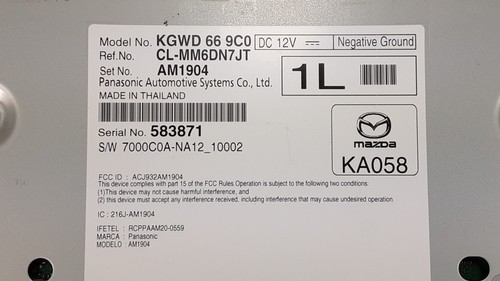 Model No. KGWD 66 9C0 DC 12V Negative Ground
Ref.No. CL-MM6DN7JT
Set No. AM1904 1L
Panasonic Automotive Systems Co., Ltd.
MADE IN THAILAND
Serial No. 583871
S/W 7000C0A-NA12_10002
mazda
KA058
FCC ID : ACJ932AM1904
This device complies with part 15 of the FCC Rules Operation is subject to the following two conditions:
(1)This device may not cause harmful interference, and
(2) this device must accept any interference received, including interference that may cause undesired operation.
IC : 216J-AM1904
IFETEL : RCPPAAM20-0559
MARCA : Panasonic
MODELO : AM1904